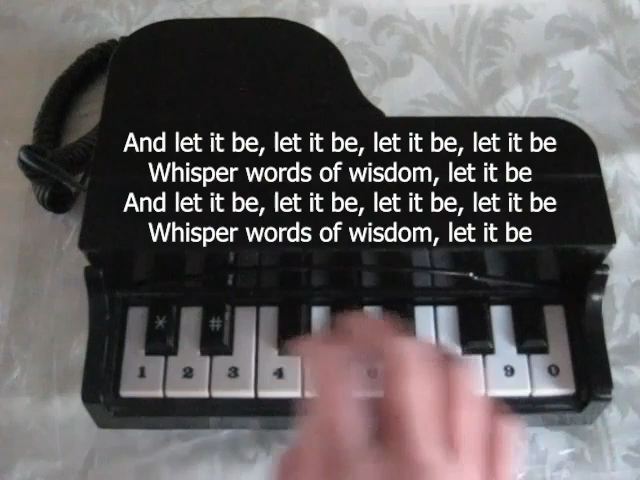 And let it be, let it be, let it be, let it be
Whisper words of wisdom, let it be
And let it be, let it be, let it be, let it be
Whisper words of wisdom, let it be
* #
1 2 3 4 6 9 0